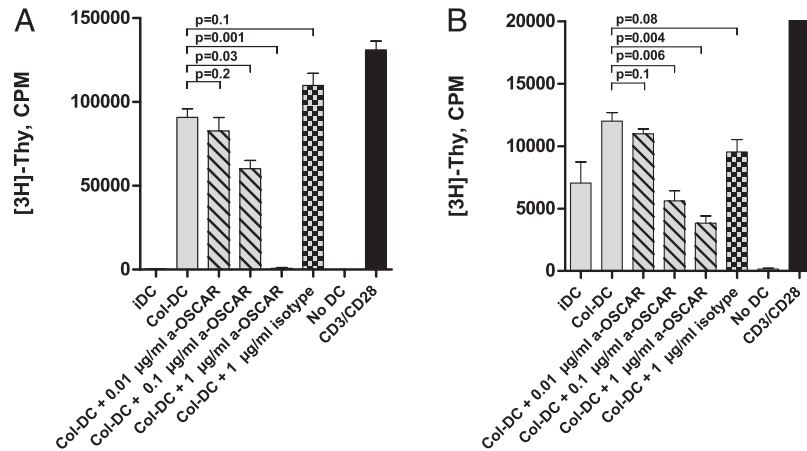 A
[3H]-Thy, CPM
150000
100000
50000
0
p=0.1
p=0.001
p=0.03
p=0.2
iDC
Col-DC
Col-DC + 0.01 µg/ml a-OSCAR
Col-DC + 0.1 µg/ml a-OSCAR
Col-DC + 1 µg/ml a-OSCAR
Col-DC + 1 µg/ml isotype
No DC
CD3/CD28
B
[3H]-Thy, CPM
20000
15000
10000
5000
0
p=0.08
p=0.004
p=0.006
p=0.1
iDC
Col-DC
Col-DC + 0.01 µg/ml a-OSCAR
Col-DC + 0.1 µg/ml a-OSCAR
Col-DC + 1 µg/ml a-OSCAR
Col-DC + 1 µg/ml isotype
No DC
CD3/CD28